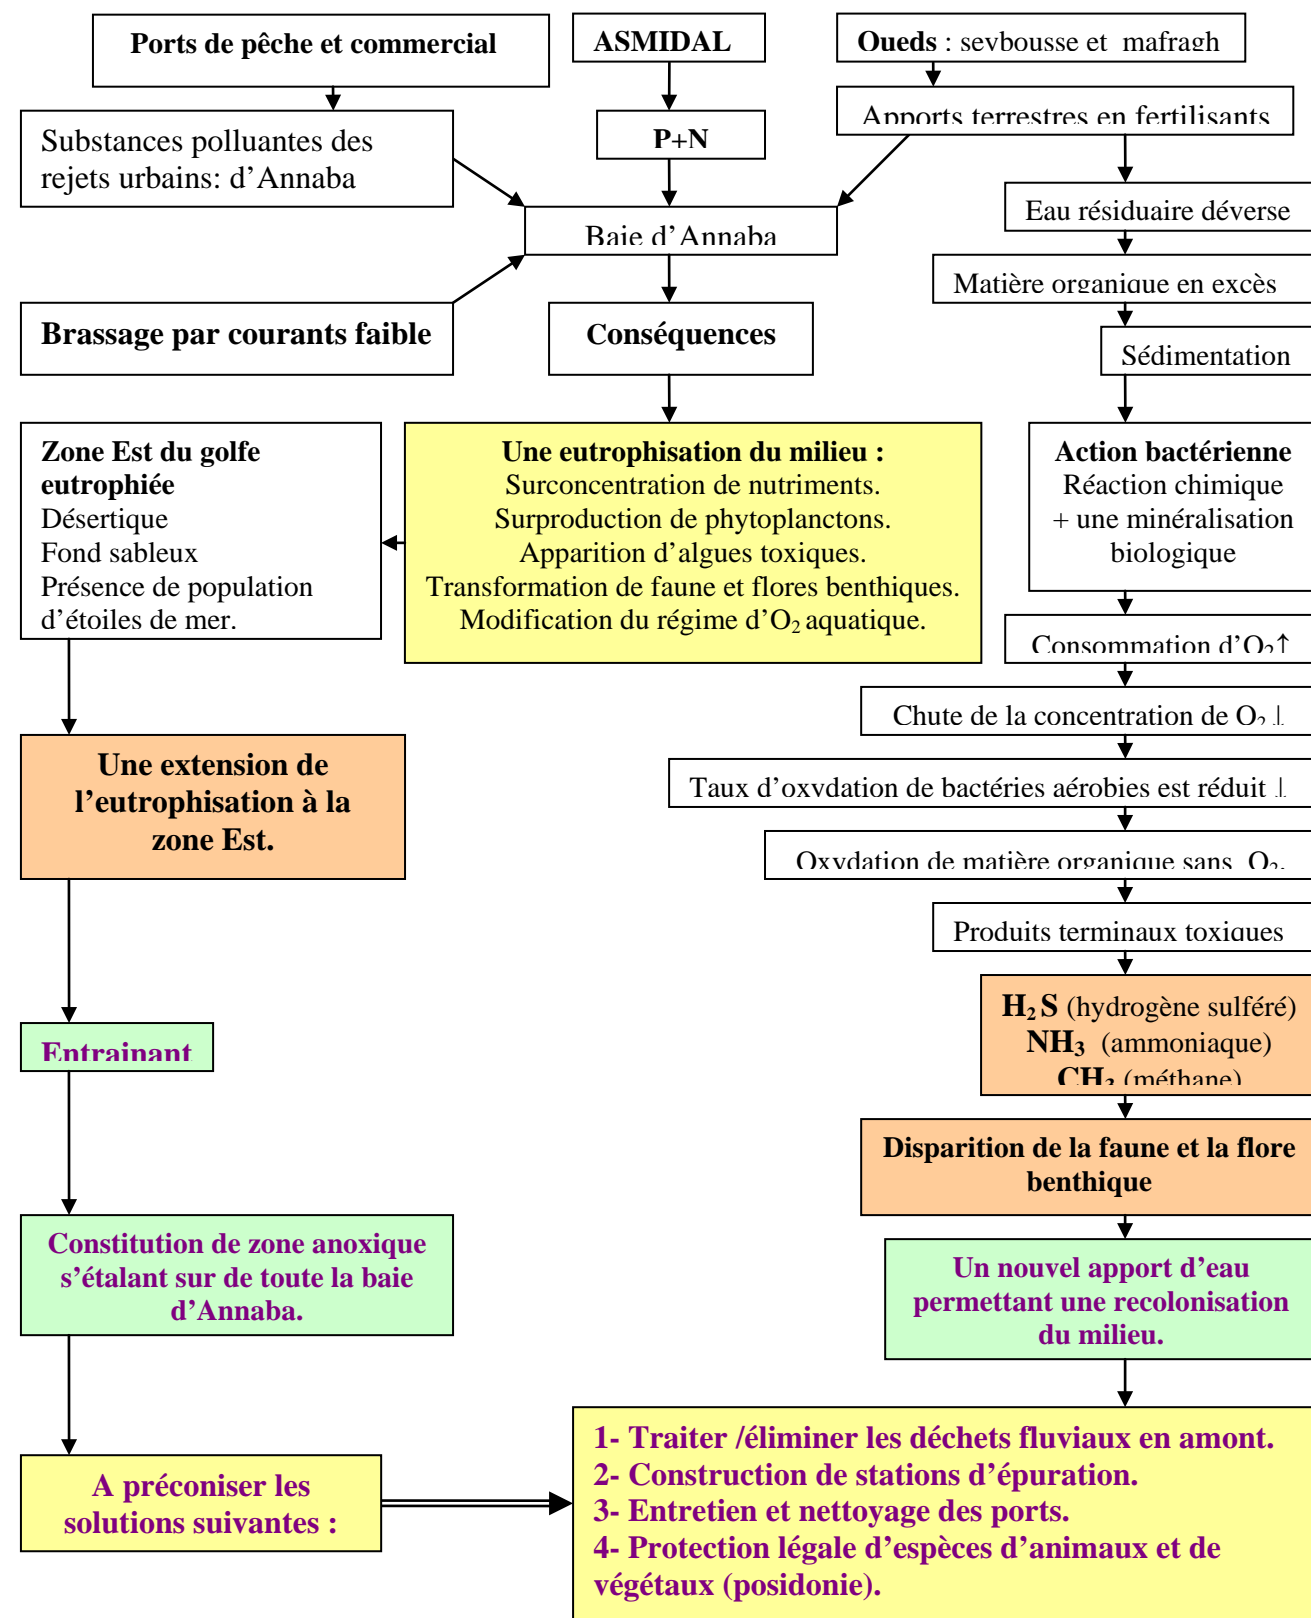 Ports de pêche et commercial
ASMIDAL
Oueds : seybousse et mafragh
Substances polluantes des
rejets urbains: d’Annaba
P+N
Apports terrestres en fertilisants
Baie d’Annaba
Eau résiduaire déverse
Matière organique en excès
Brassage par courants faible
Conséquences
Sédimentation
Zone Est du golfe
eutrophiée
Désertique
Fond sableux
Présence de population
d’étoiles de mer.
Une eutrophisation du milieu :
Surconcentration de nutriments.
Surproduction de phytoplanctons.
Apparition d’algues toxiques.
Transformation de faune et flores benthiques.
Modification du régime d’O₂ aquatique.
Action bactérienne
Réaction chimique
+ une minéralisation
biologique
Consommation d’O₂↑
Chute de la concentration de O₂ ↓
Taux d’oxydation de bactéries aérobies est réduit ↓
Oxydation de matière organique sans O₂.
Produits terminaux toxiques
H₂S (hydrogène sulféré)
NH₃ (ammoniaque)
CH₃ (méthane)
Disparition de la faune et la flore
benthique
Un nouvel apport d’eau
permettant une recolonisation
du milieu.
Une extension de
l’eutrophisation à la
zone Est.
Entrainant
Constitution de zone anoxique
s’étalant sur de toute la baie
d’Annaba.
A préconiser les
solutions suivantes :
1- Traiter /éliminer les déchets fluviaux en amont.
2- Construction de stations d’épuration.
3- Entretien et nettoyage des ports.
4- Protection légale d’espèces d’animaux et de
végétaux (posidonie).